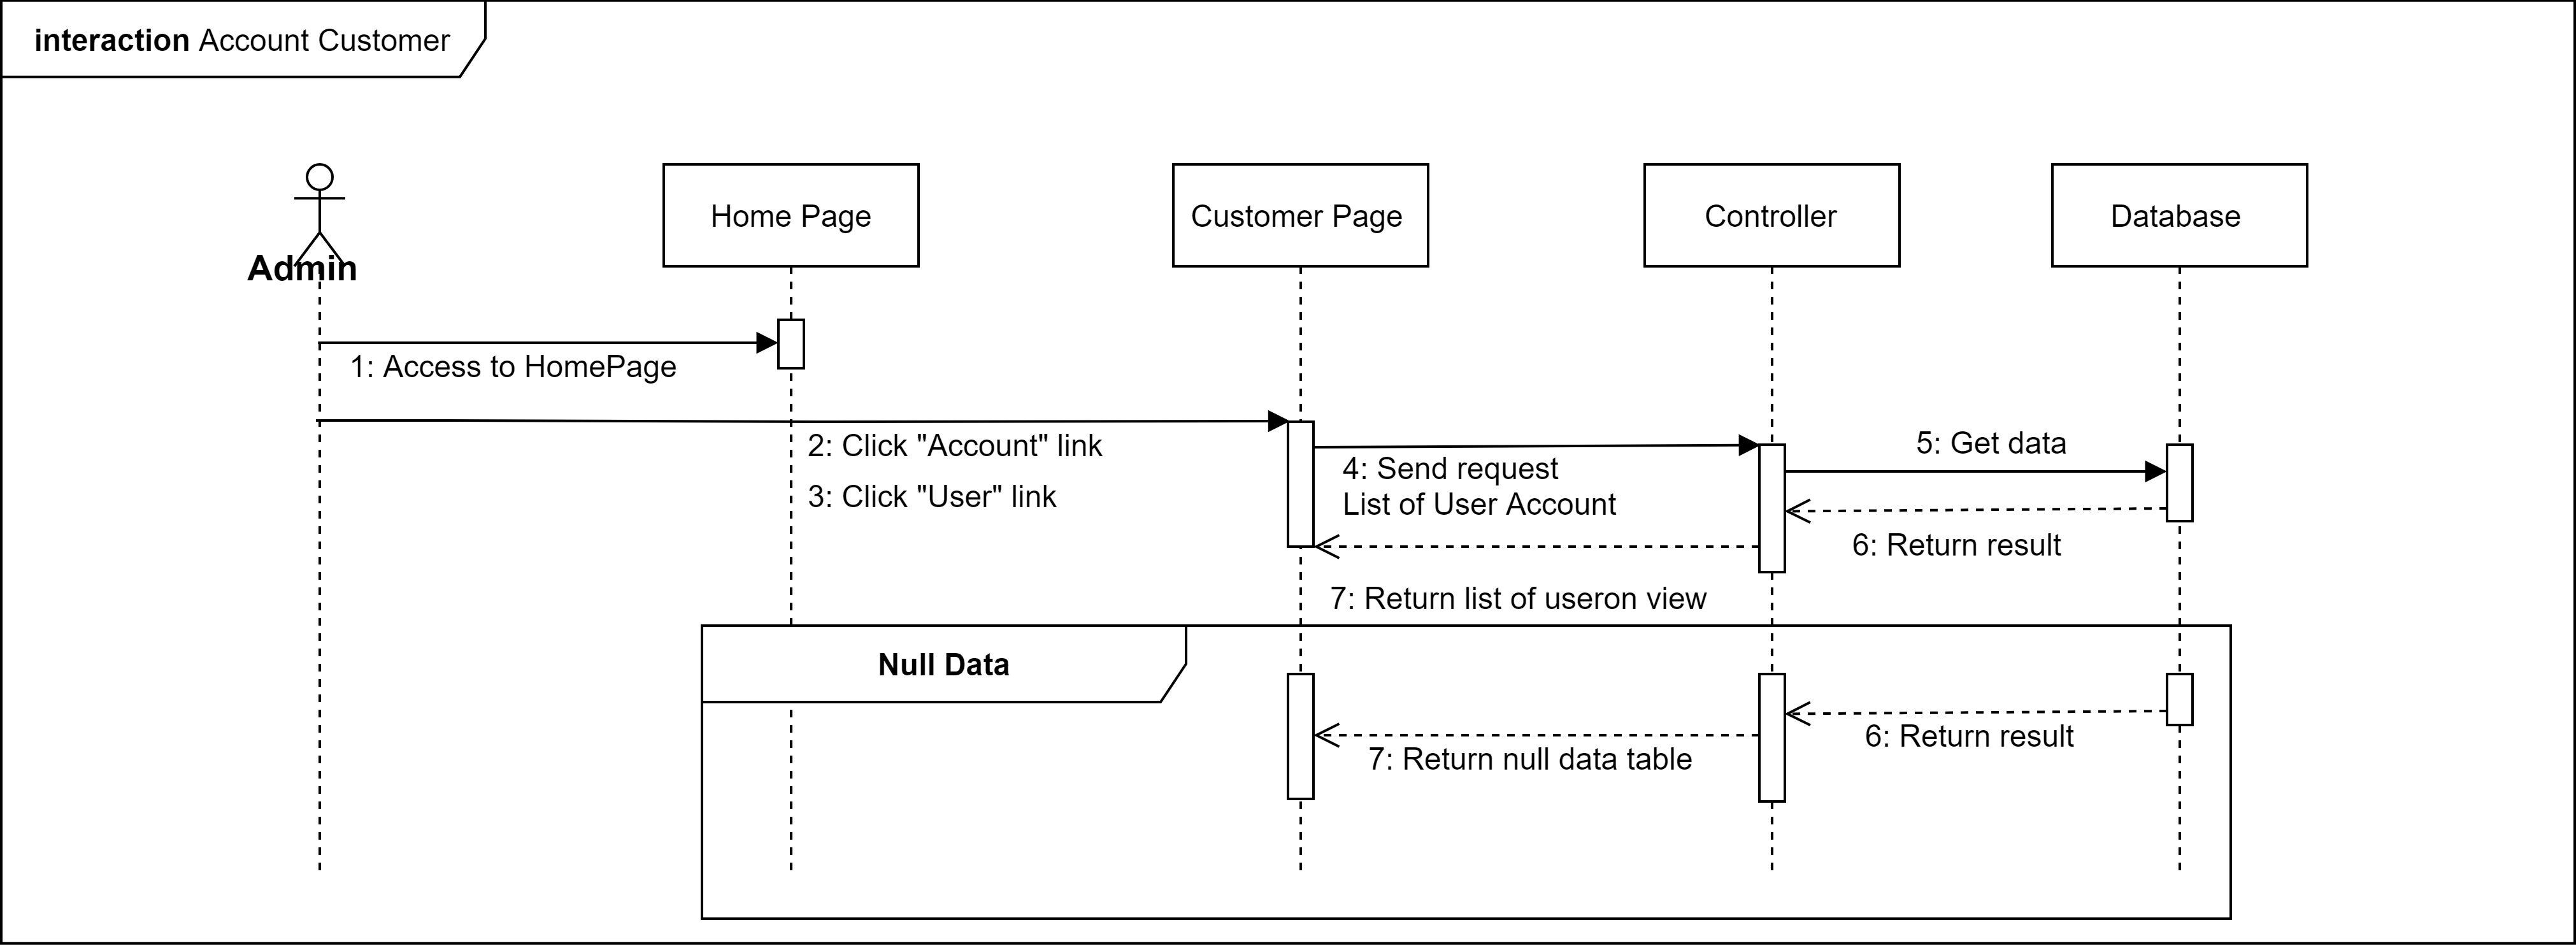 interaction Account Customer
Admin
Home Page
Customer Page
Controller
Database
1: Access to HomePage
2: Click "Account" link
3: Click "User" link
4: Send request
List of User Account
5: Get data
6: Return result
7: Return list of useron view
Null Data
6: Return result
7: Return null data table